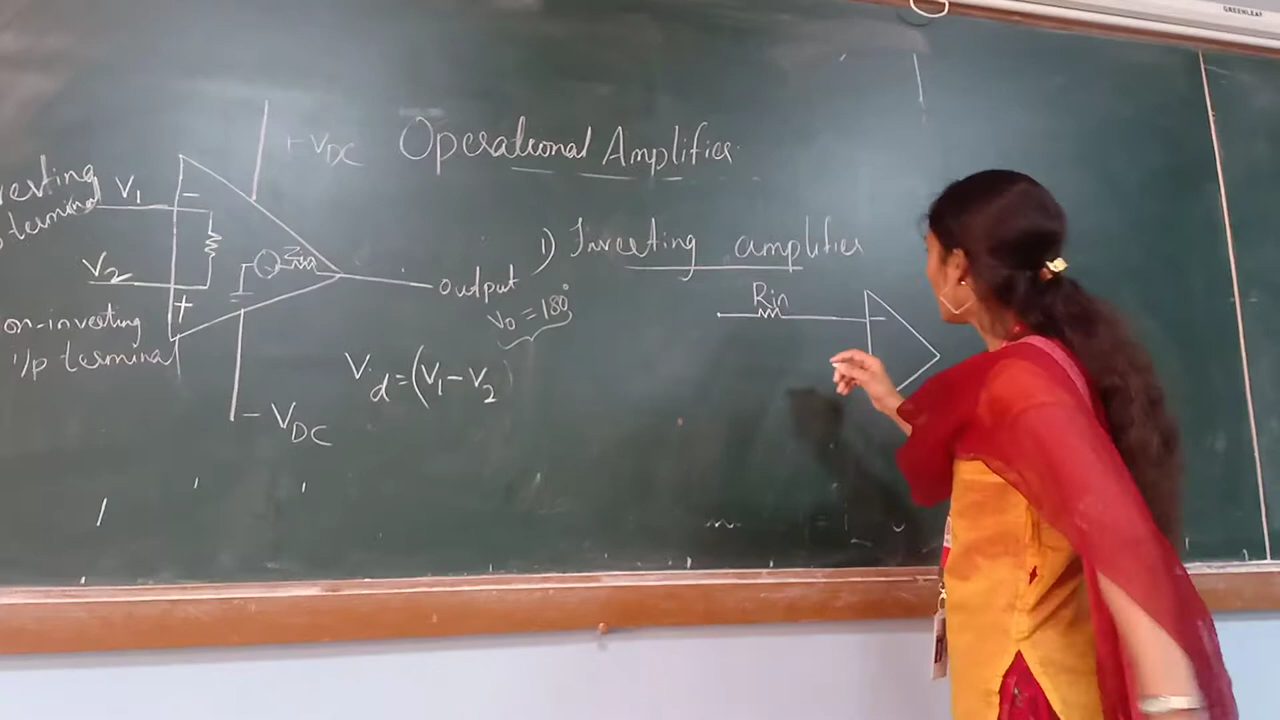 GREENLEAF
Operational Amplifier
+VDC
V1
−
V2
+
terminal
Zin
output
Vo = 180°
on-inverting
i/p terminal
Vd = (V1 − V2)
− VDC
1) Inverting amplifier
Rin
−